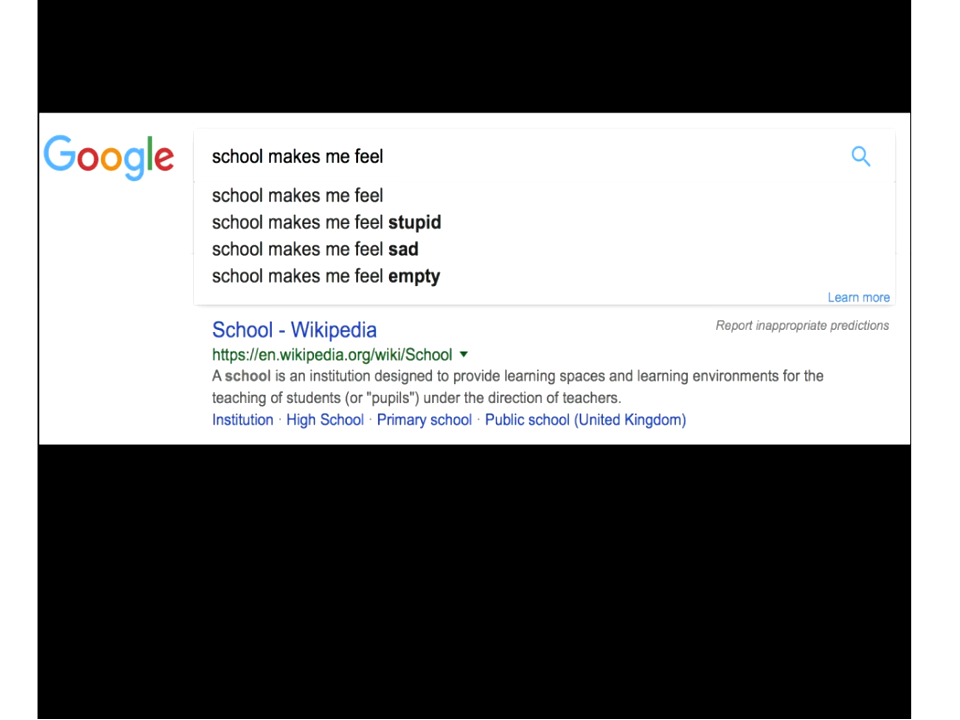 Google
school makes me feel
school makes me feel
school makes me feel stupid
school makes me feel sad
school makes me feel empty
Learn more
Report inappropriate predictions
School - Wikipedia
https://en.wikipedia.org/wiki/School
A school is an institution designed to provide learning spaces and learning environments for the
teaching of students (or "pupils") under the direction of teachers.
Institution · High School · Primary school · Public school (United Kingdom)